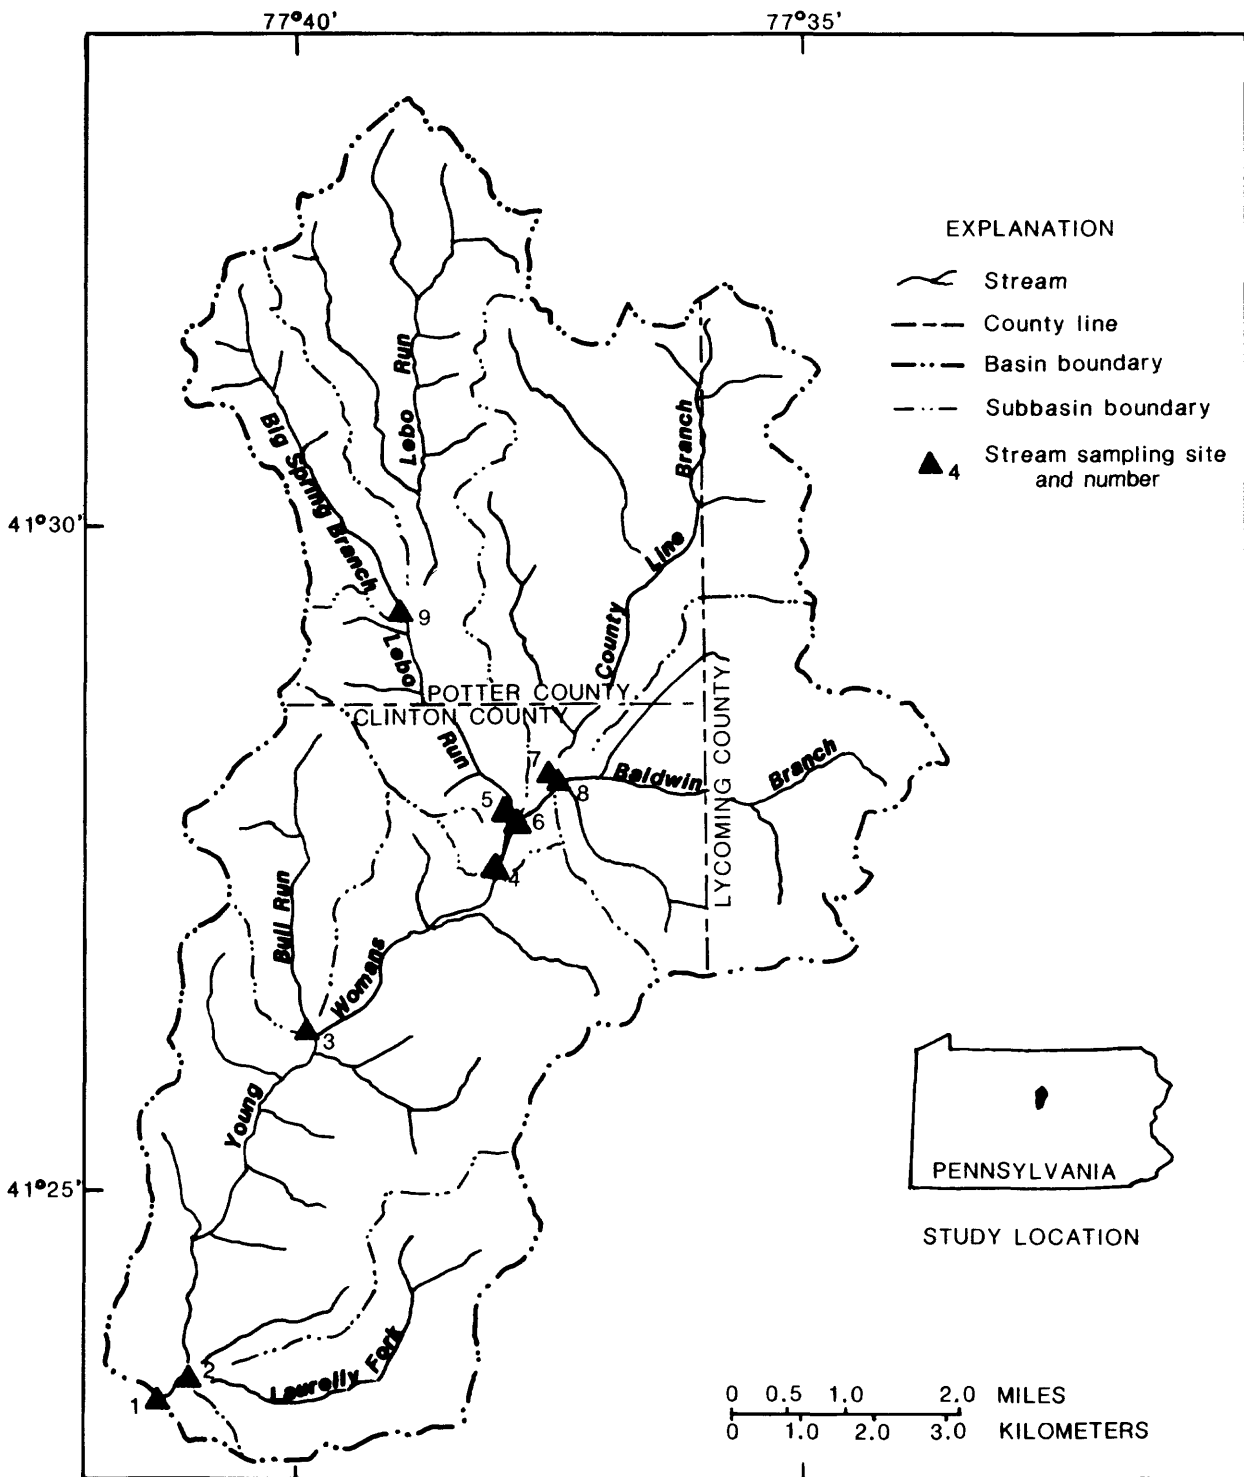 77°40'
77°35'
EXPLANATION
Stream
County line
Basin boundary
Subbasin boundary
4
Stream sampling site
and number
Lebo Run
Big Spring Branch
County Line Branch
41°30'
9
Lebo Run
POTTER COUNTY
CLINTON COUNTY
LYCOMING COUNTY
7
8
Baldwin Branch
5
6
4
Bull Run
Young Womans
3
41°25'
PENNSYLVANIA
STUDY LOCATION
2
1
Laurelly Fork
0 0.5 1.0 2.0 MILES
0 1.0 2.0 3.0 KILOMETERS